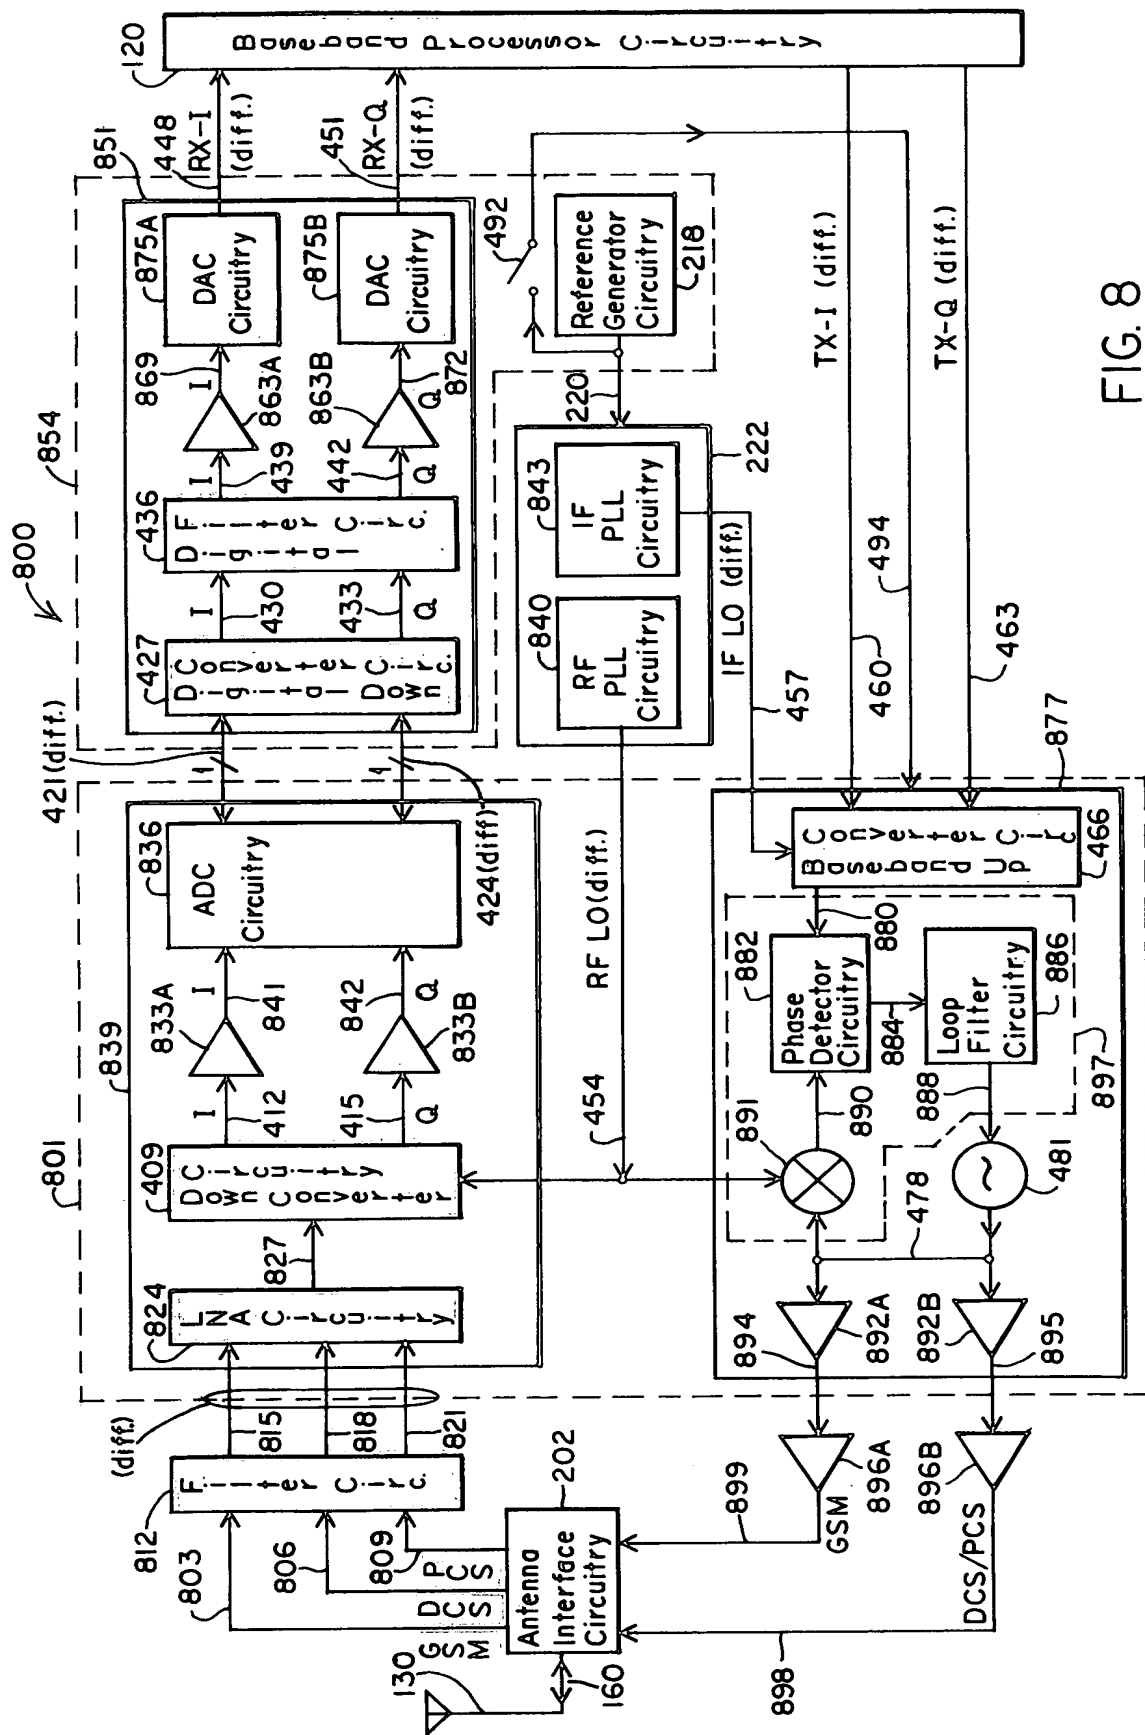 800
801
854
839
851
120
Baseband Processor Circuitry
(diff.)
812
Filter Circ.
815
818
821
803
806
809
GSM
DCS
PCS
824
LNA Circuitry
827
409
Down Converter
Circuitry
412
I
415
Q
833A
833B
841
I
842
Q
836
ADC
Circuitry
421(diff.)
1
424(diff)
1
427
Digital Down
Converter Circ.
430
I
433
Q
436
Digital
Filter Circ.
439
I
442
Q
863A
863B
869
I
872
Q
875A
DAC
Circuitry
875B
DAC
Circuitry
448
RX-I
(diff.)
451
RX-Q
(diff.)
130
160
202
Antenna
Interface
Circuitry
RF LO(diff.)
454
840
RF
PLL
Circuitry
843
IF
PLL
Circuitry
222
220
Reference
Generator
Circuitry
218
492
IF LO (diff.)
457
TX-I (diff.)
460
494
TX-Q (diff.)
463
877
Baseband Up
Converter Circ
466
880
882
Phase
Detector
Circuitry
884
Loop
Filter
Circuitry
886
888
890
891
897
481
478
892A
892B
894
895
896A
896B
GSM
899
DCS/PCS
898
FIG. 8